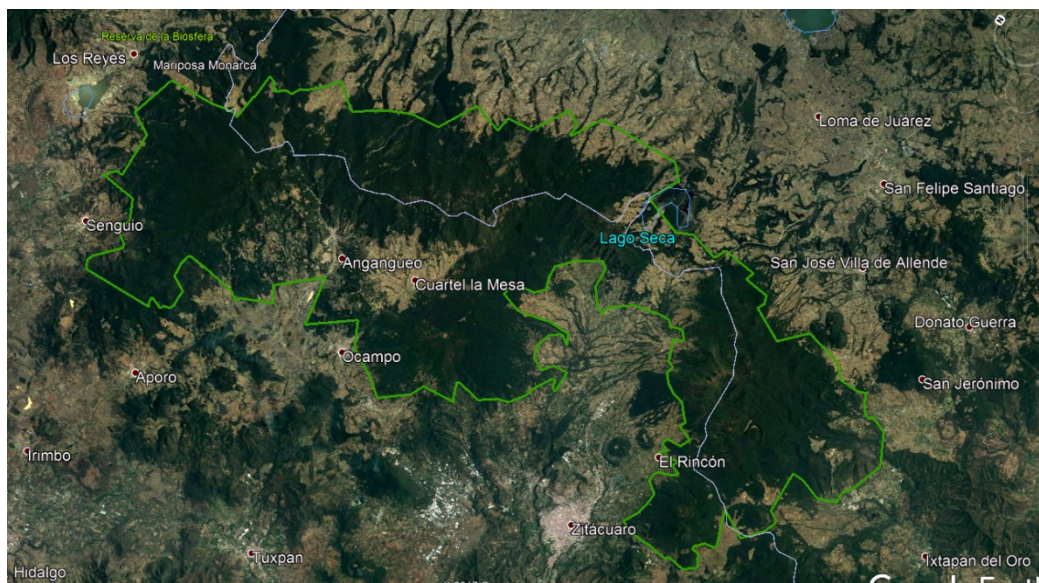 Reserva de la Biosfera
Mariposa Monarca
Los Reyes
Loma de Juárez
San Felipe Santiago
Senguio
Lago Seca
Angangueo
San José Villa de Allende
Cuartel la Mesa
Donato Guerra
Ocampo
Aporo
San Jerónimo
Irimbo
El Rincón
Zitácuaro
Tuxpan
Ixtapan del Oro
Hidalgo